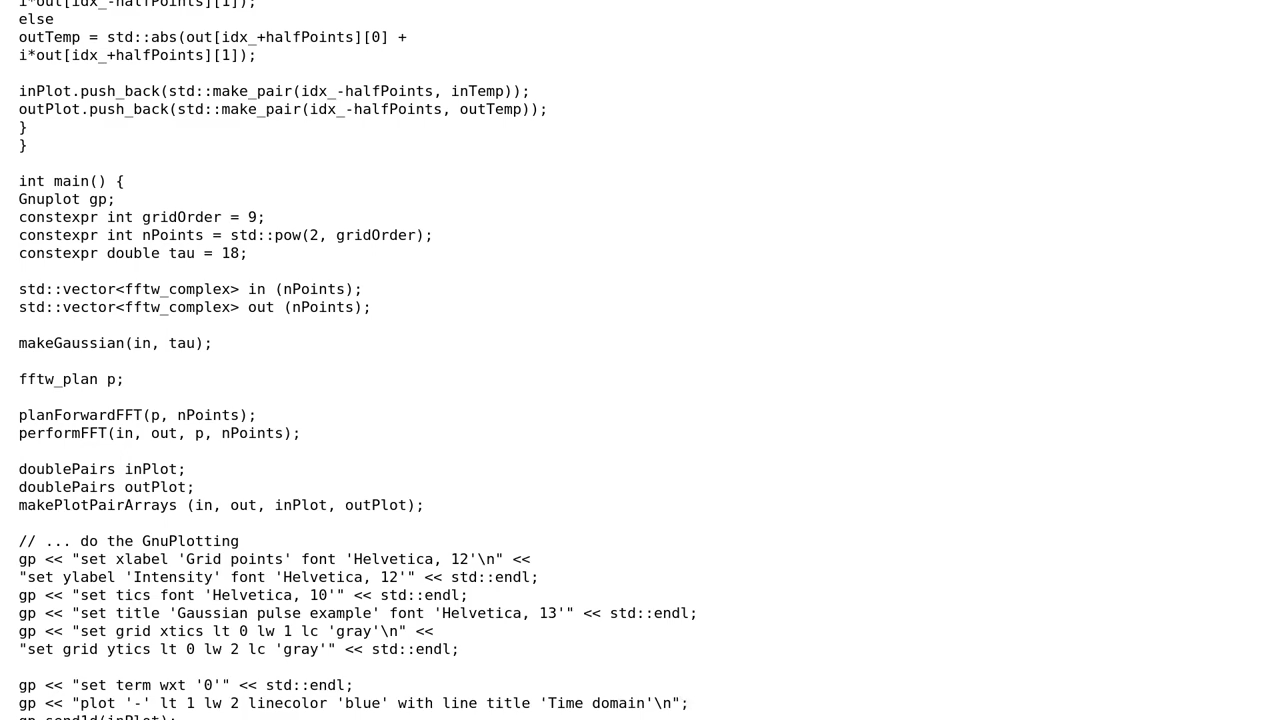 i*out[idx_-halfPoints][1]);
else
outTemp = std::abs(out[idx_+halfPoints][0] +
i*out[idx_+halfPoints][1]);
inPlot.push_back(std::make_pair(idx_-halfPoints, inTemp));
outPlot.push_back(std::make_pair(idx_-halfPoints, outTemp));
}
}
int main() {
Gnuplot gp;
constexpr int gridOrder = 9;
constexpr int nPoints = std::pow(2, gridOrder);
constexpr double tau = 18;
std::vector<fftw_complex> in (nPoints);
std::vector<fftw_complex> out (nPoints);
makeGaussian(in, tau);
fftw_plan p;
planForwardFFT(p, nPoints);
performFFT(in, out, p, nPoints);
doublePairs inPlot;
doublePairs outPlot;
makePlotPairArrays (in, out, inPlot, outPlot);
// ... do the GnuPlotting
gp << "set xlabel 'Grid points' font 'Helvetica, 12'\n" <<
"set ylabel 'Intensity' font 'Helvetica, 12'" << std::endl;
gp << "set tics font 'Helvetica, 10'" << std::endl;
gp << "set title 'Gaussian pulse example' font 'Helvetica, 13'" << std::endl;
gp << "set grid xtics lt 0 lw 1 lc 'gray'\n" <<
"set grid ytics lt 0 lw 2 lc 'gray'" << std::endl;
gp << "set term wxt '0'" << std::endl;
gp << "plot '-' lt 1 lw 2 linecolor 'blue' with line title 'Time domain'\n";
gp.send1d(inPlot);